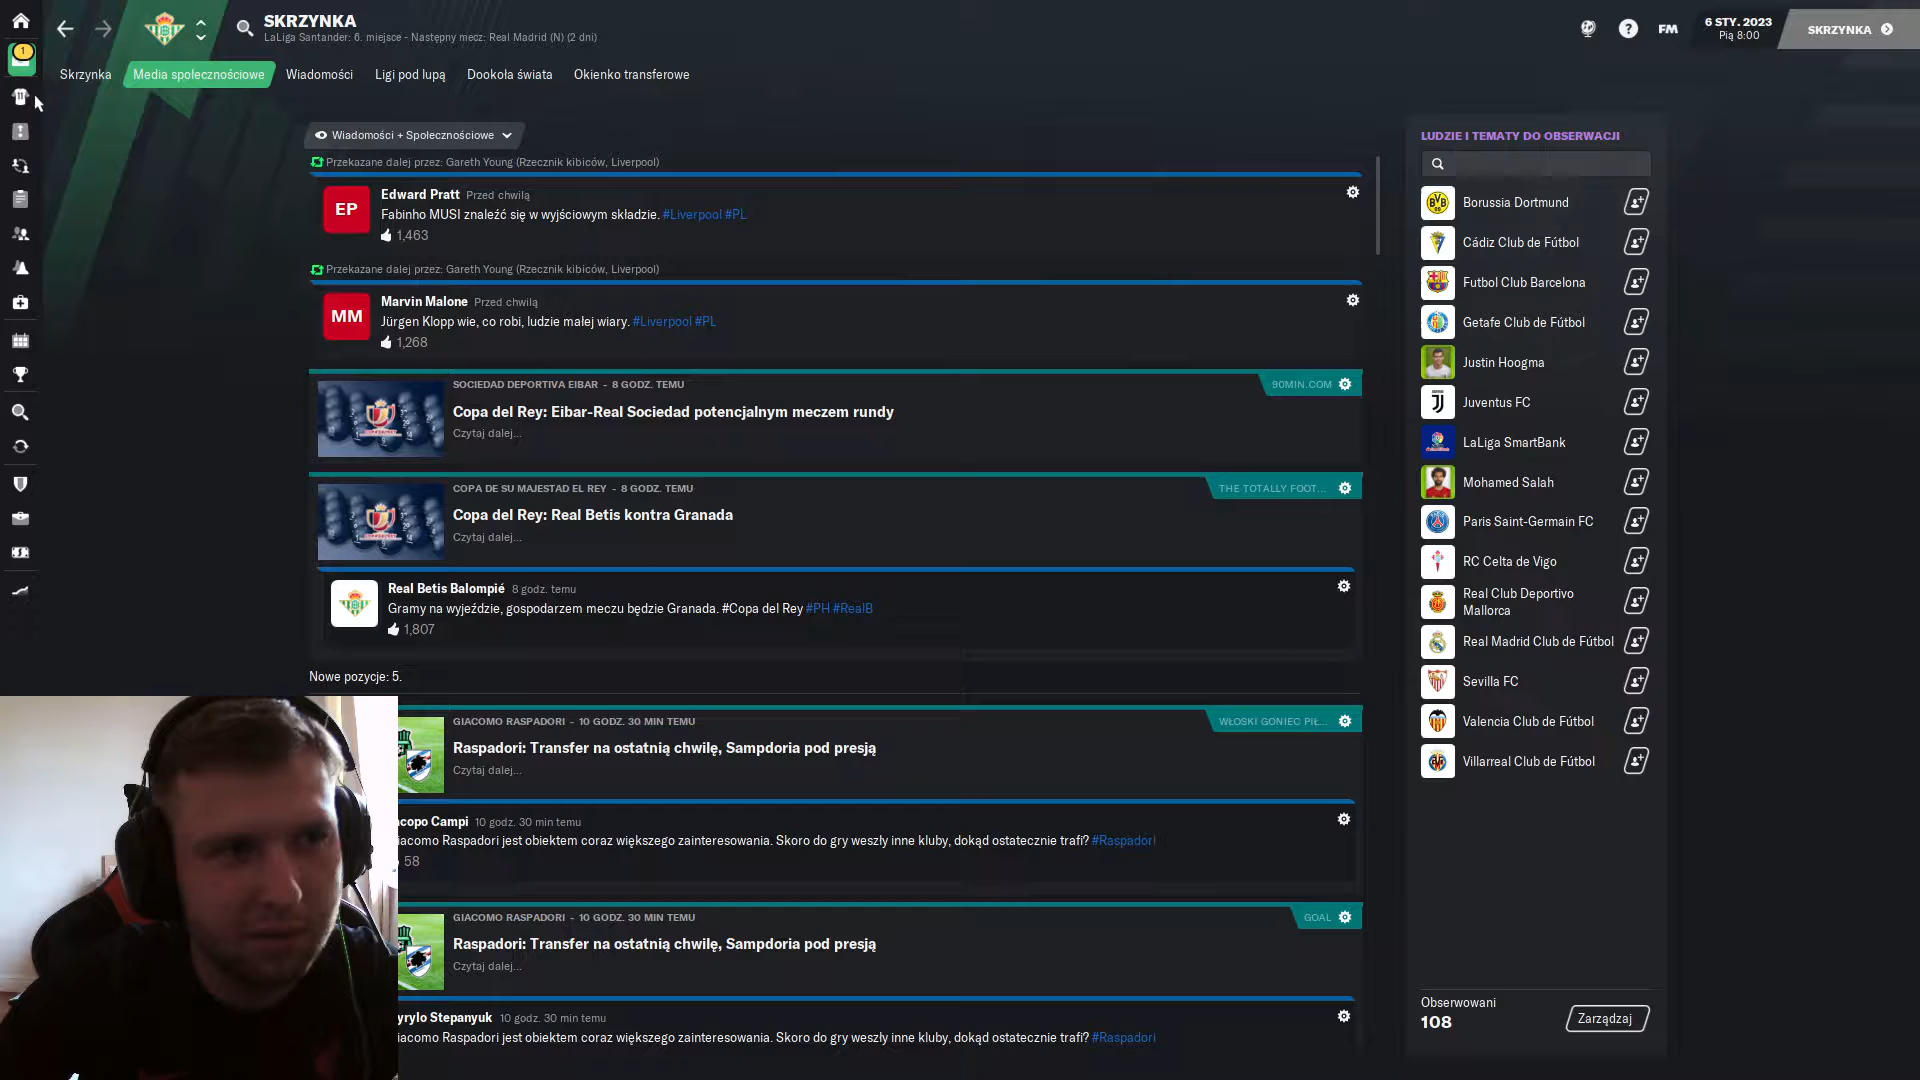 SKRZYNKA
LaLiga Santander: 6. miejsce - Następny mecz: Real Madrid (N) (2 dni)
FM
6 STY. 2023
Pią 8:00
SKRZYNKA
1
Skrzynka
Media społecznościowe
Wiadomości
Ligi pod lupą
Dookoła świata
Okienko transferowe
Wiadomości + Społecznościowe
Przekazane dalej przez: Gareth Young (Rzecznik kibiców, Liverpool)
EP
Edward Pratt Przed chwilą
Fabinho MUSI znaleźć się w wyjściowym składzie. #Liverpool #PL
1,463
Przekazane dalej przez: Gareth Young (Rzecznik kibiców, Liverpool)
MM
Marvin Malone Przed chwilą
Jürgen Klopp wie, co robi, ludzie małej wiary. #Liverpool #PL
1,268
SOCIEDAD DEPORTIVA EIBAR - 8 GODZ. TEMU
90MIN.COM
Copa del Rey: Eibar-Real Sociedad potencjalnym meczem rundy
Czytaj dalej...
COPA DE SU MAJESTAD EL REY - 8 GODZ. TEMU
THE TOTALLY FOOT...
Copa del Rey: Real Betis kontra Granada
Czytaj dalej...
Real Betis Balompié 8 godz. temu
Gramy na wyjeździe, gospodarzem meczu będzie Granada. #Copa del Rey #PH #RealB
1,807
Nowe pozycje: 5.
GIACOMO RASPADORI - 10 GODZ. 30 MIN TEMU
WŁOSKI GONIEC PIŁ...
Raspadori: Transfer na ostatnią chwilę, Sampdoria pod presją
Czytaj dalej...
acopo Campi 10 godz. 30 min temu
iacomo Raspadori jest obiektem coraz większego zainteresowania. Skoro do gry weszły inne kluby, dokąd ostatecznie trafi? #Raspadori
58
GIACOMO RASPADORI - 10 GODZ. 30 MIN TEMU
GOAL
Raspadori: Transfer na ostatnią chwilę, Sampdoria pod presją
Czytaj dalej...
yrylo Stepanyuk 10 godz. 30 min temu
iacomo Raspadori jest obiektem coraz większego zainteresowania. Skoro do gry weszły inne kluby, dokąd ostatecznie trafi? #Raspadori
LUDZIE I TEMATY DO OBSERWACJI
Borussia Dortmund
Cádiz Club de Fútbol
Futbol Club Barcelona
Getafe Club de Fútbol
Justin Hoogma
Juventus FC
LaLiga SmartBank
Mohamed Salah
Paris Saint-Germain FC
RC Celta de Vigo
Real Club Deportivo
Mallorca
Real Madrid Club de Fútbol
Sevilla FC
Valencia Club de Fútbol
Villarreal Club de Fútbol
Obserwowani
108
Zarządzaj